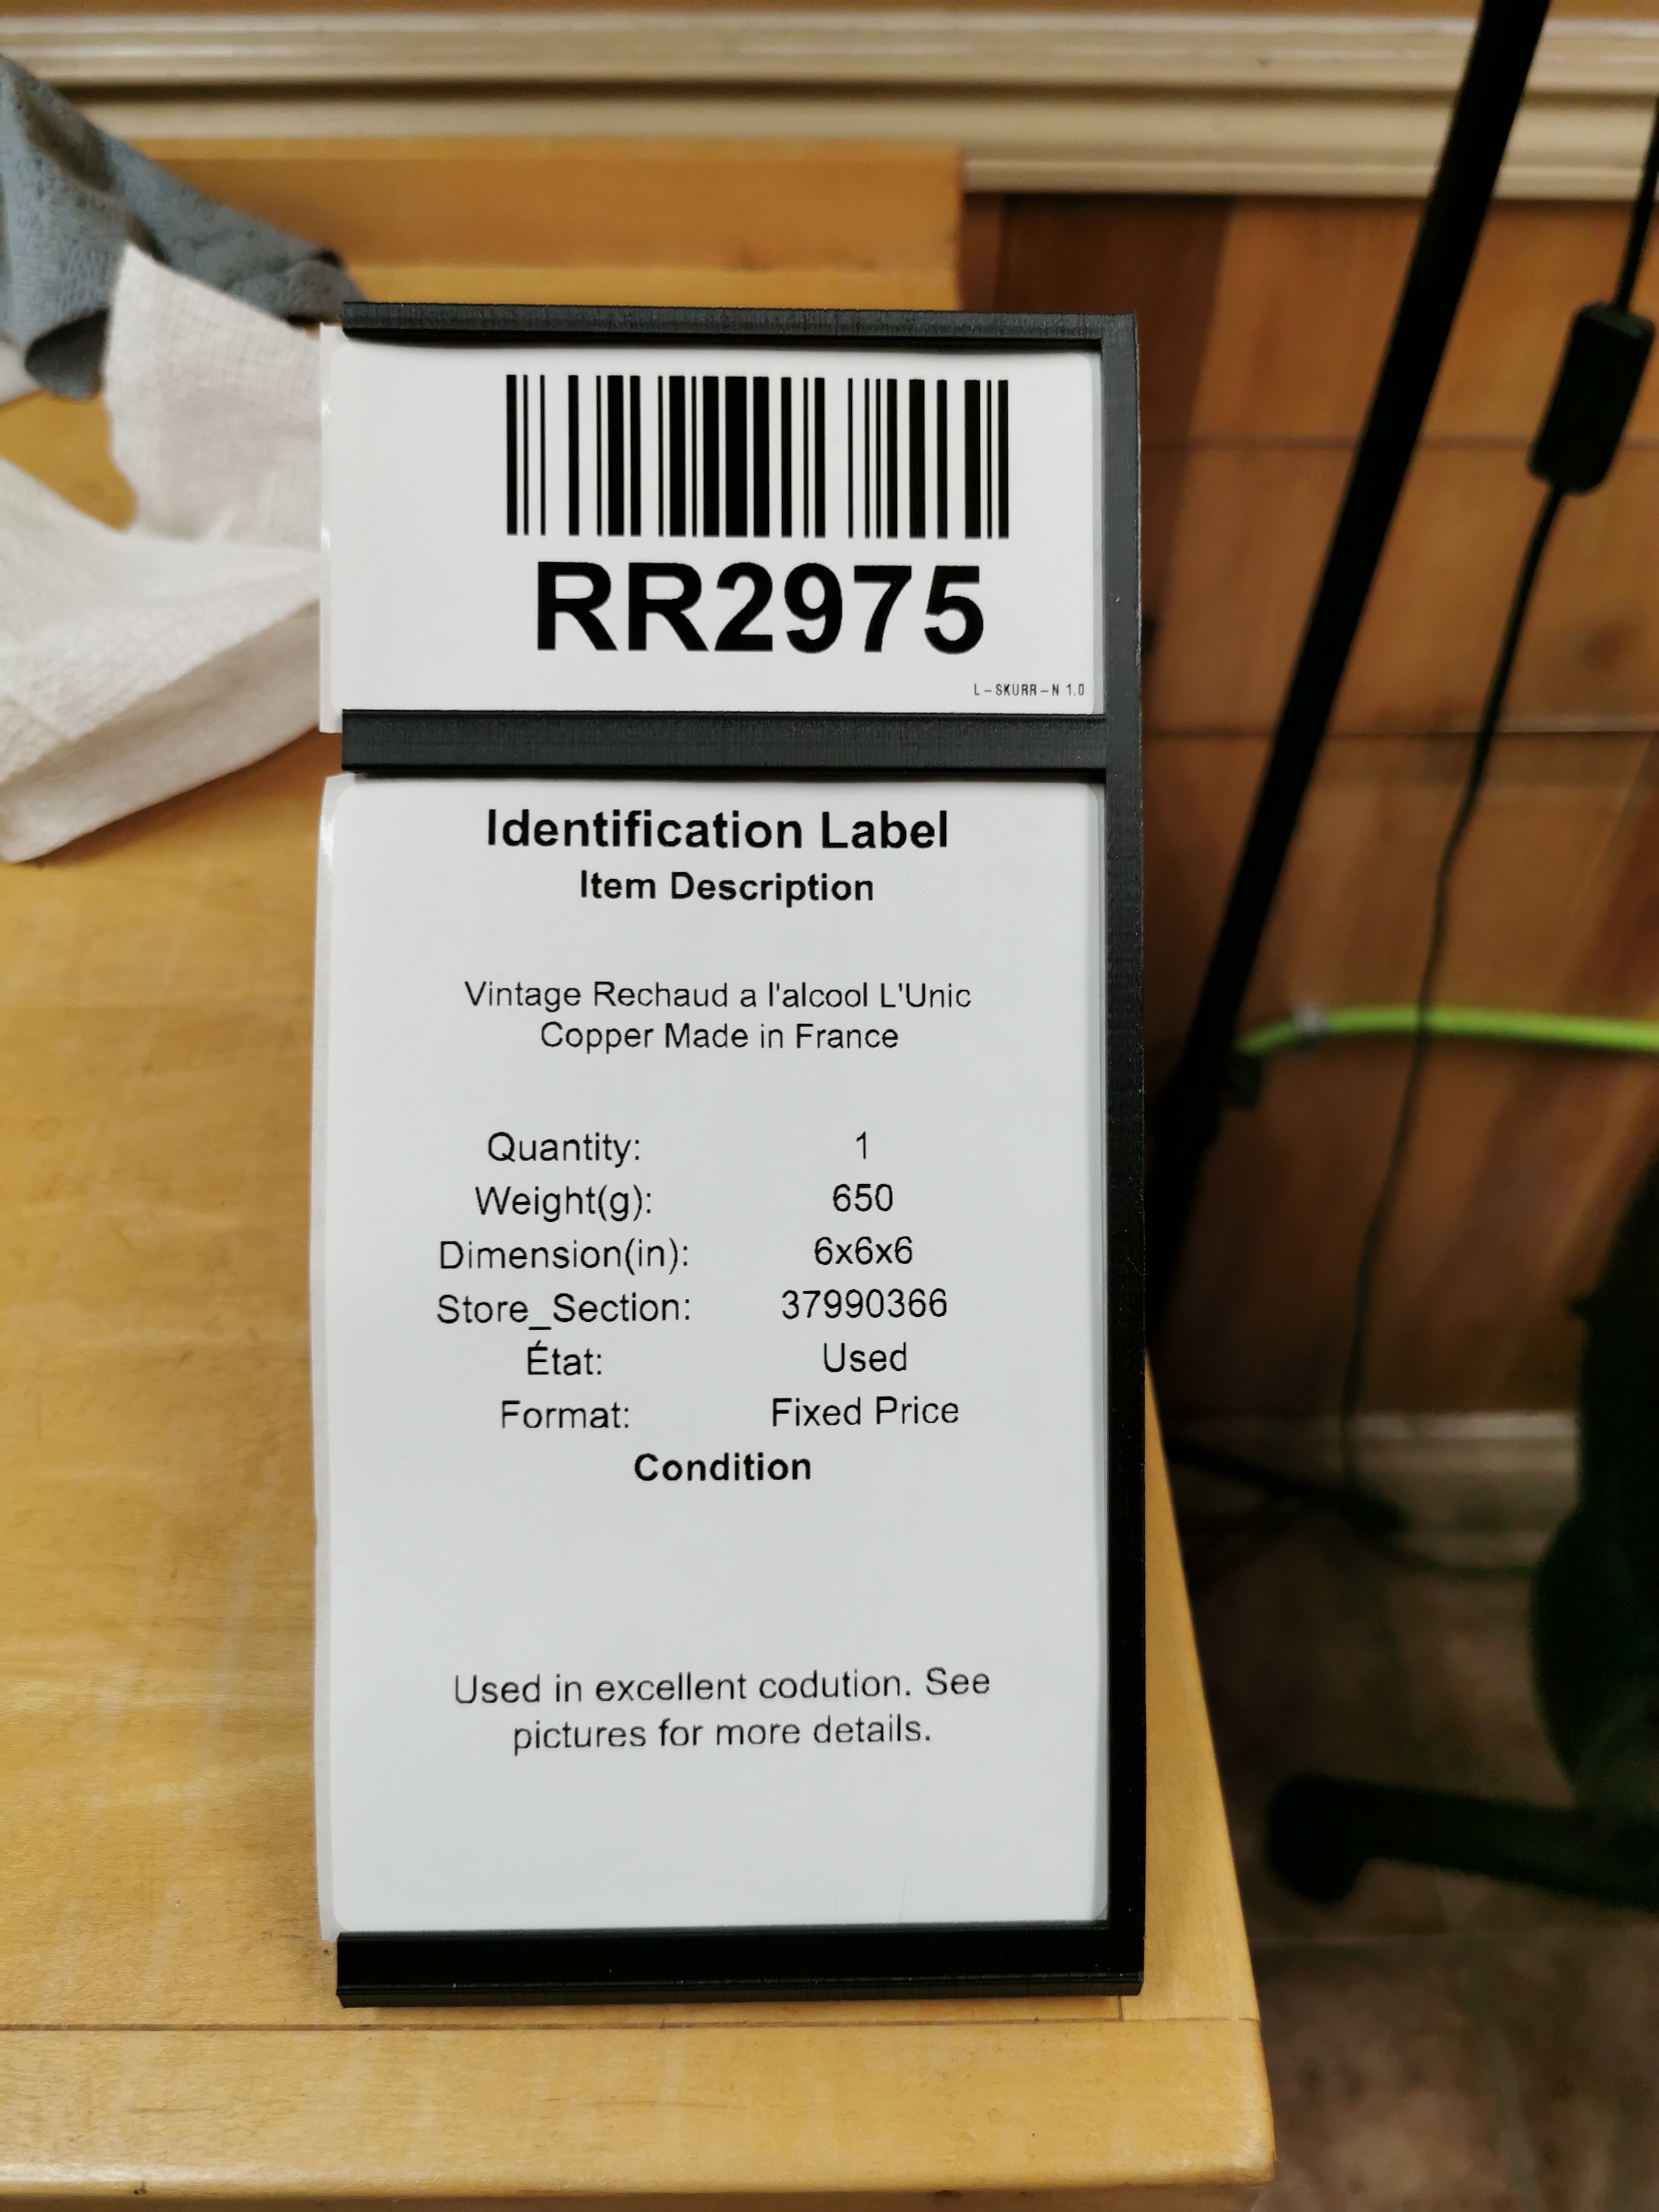 RR2975
L-SKURR-N 1.0
Identification Label
Item Description
Vintage Rechaud a l'alcool L'Unic
Copper Made in France
Quantity: 1
Weight(g): 650
Dimension(in): 6x6x6
Store_Section: 37990366
État: Used
Format: Fixed Price
Condition
Used in excellent codution. See
pictures for more details.